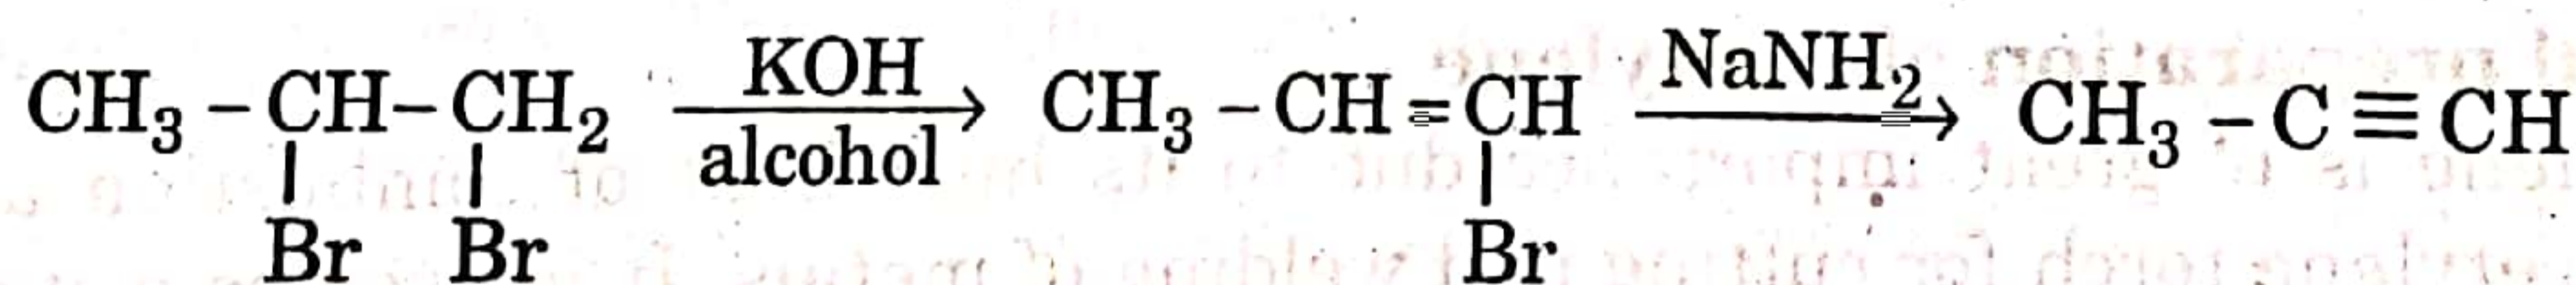 KOH
CH₃ – CH – CH₂ ⟶ CH₃ – CH = CH ⟶ CH₃ – C ≡ CH
NaNH₂
alcohol
Br Br Br